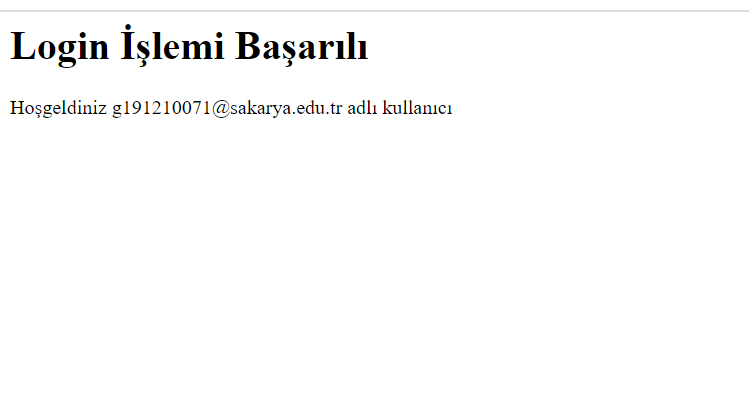 Login İşlemi Başarılı
Hoşgeldiniz g191210071@sakarya.edu.tr adlı kullanıcı